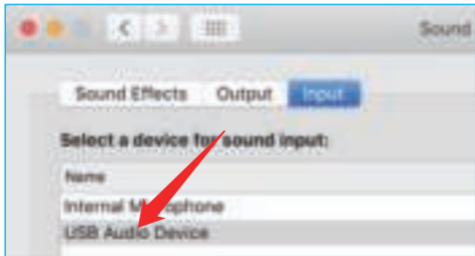 Sound
Sound Effects Output Input
Select a device for sound input:
Name
Internal Microphone
USB Audio Device